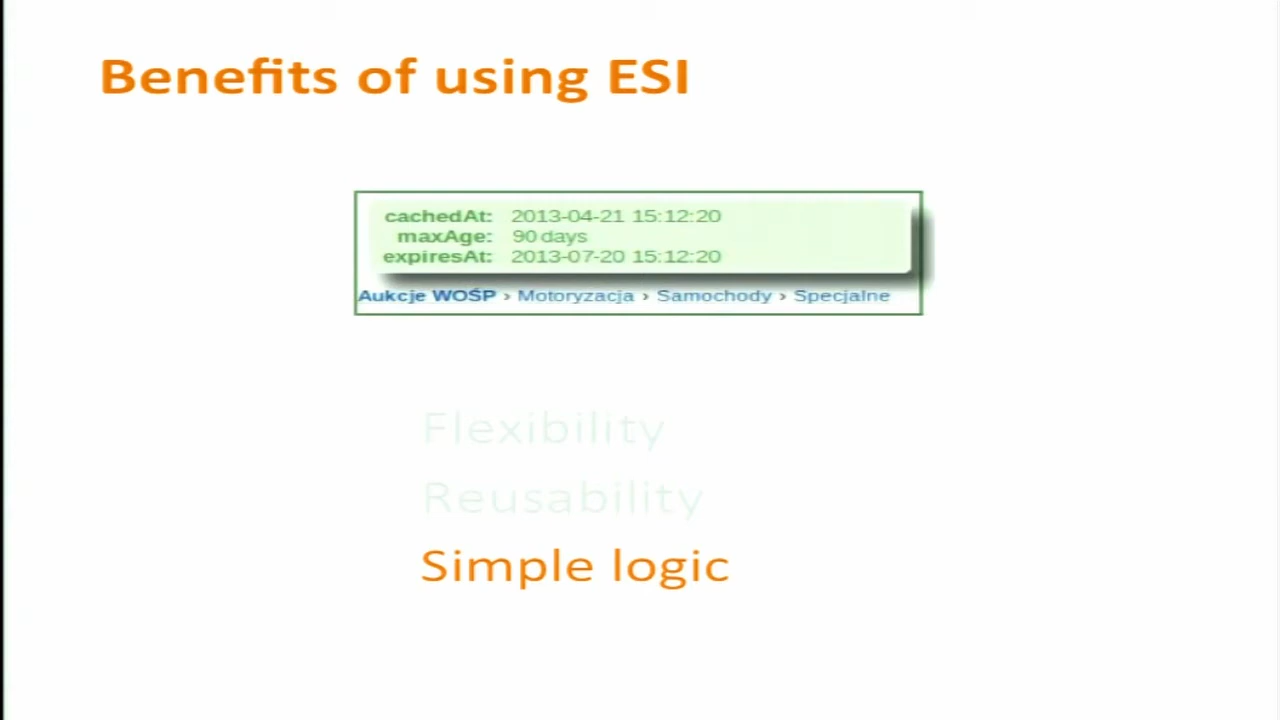 Benefits of using ESI
cachedAt: 2013-04-21 15:12:20
maxAge: 90 days
expiresAt: 2013-07-20 15:12:20
Aukcje WOŚP › Motoryzacja › Samochody › Specjalne
Flexibility
Reusability
Simple logic